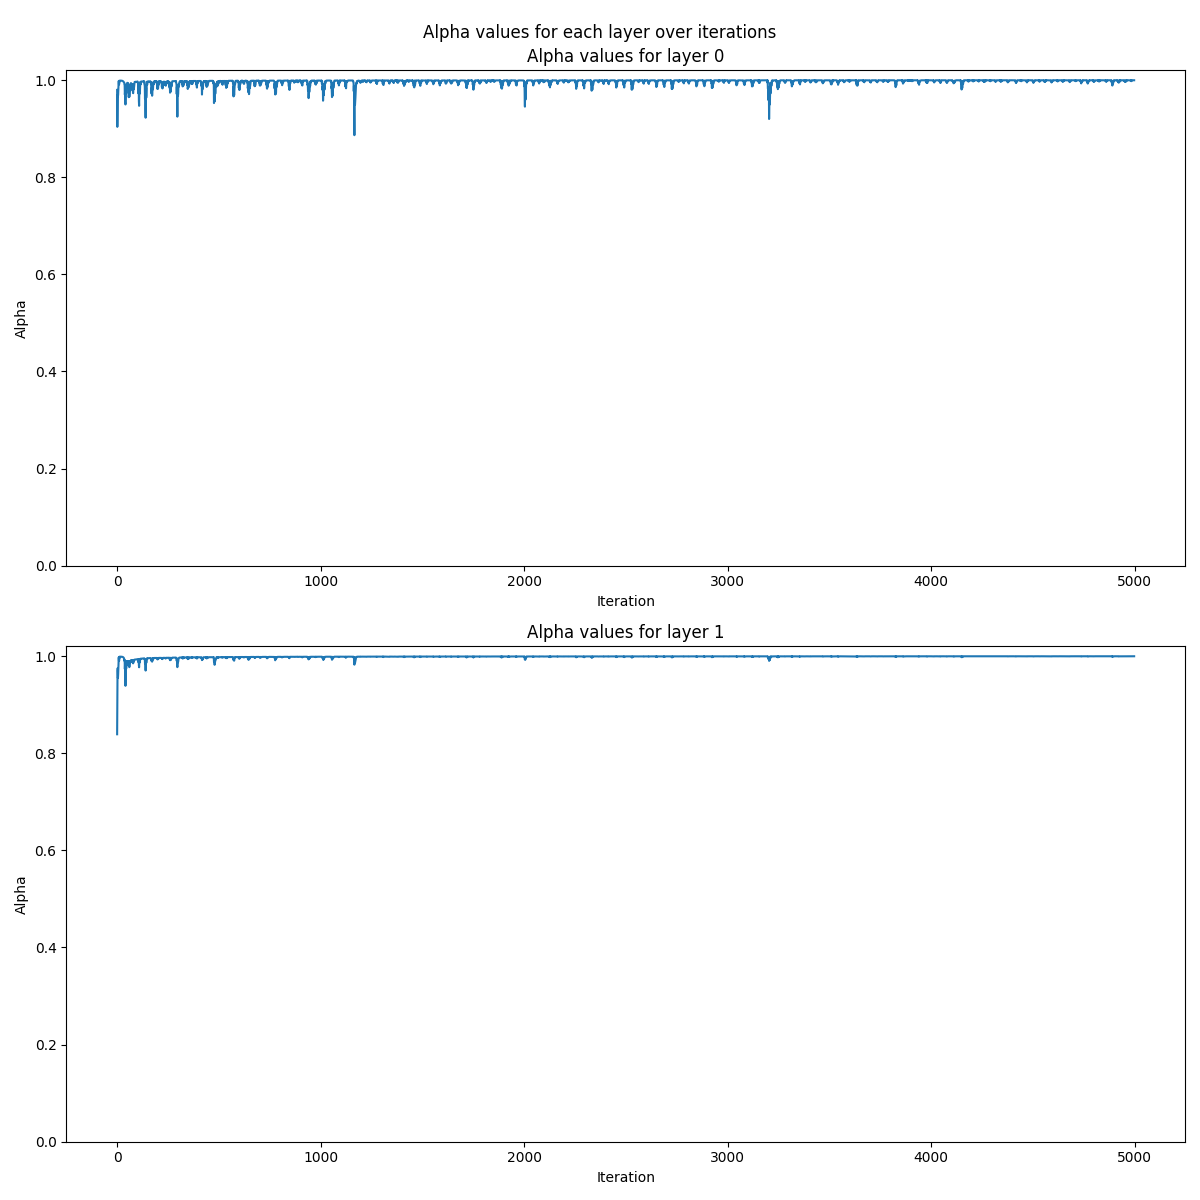 Alpha values for each layer over iterations
Alpha values for layer 0
1.0
0.8
0.6
0.4
0.2
0.0
Alpha
0 1000 2000 3000 4000 5000
Iteration
Alpha values for layer 1
1.0
0.8
0.6
0.4
0.2
0.0
Alpha
0 1000 2000 3000 4000 5000
Iteration